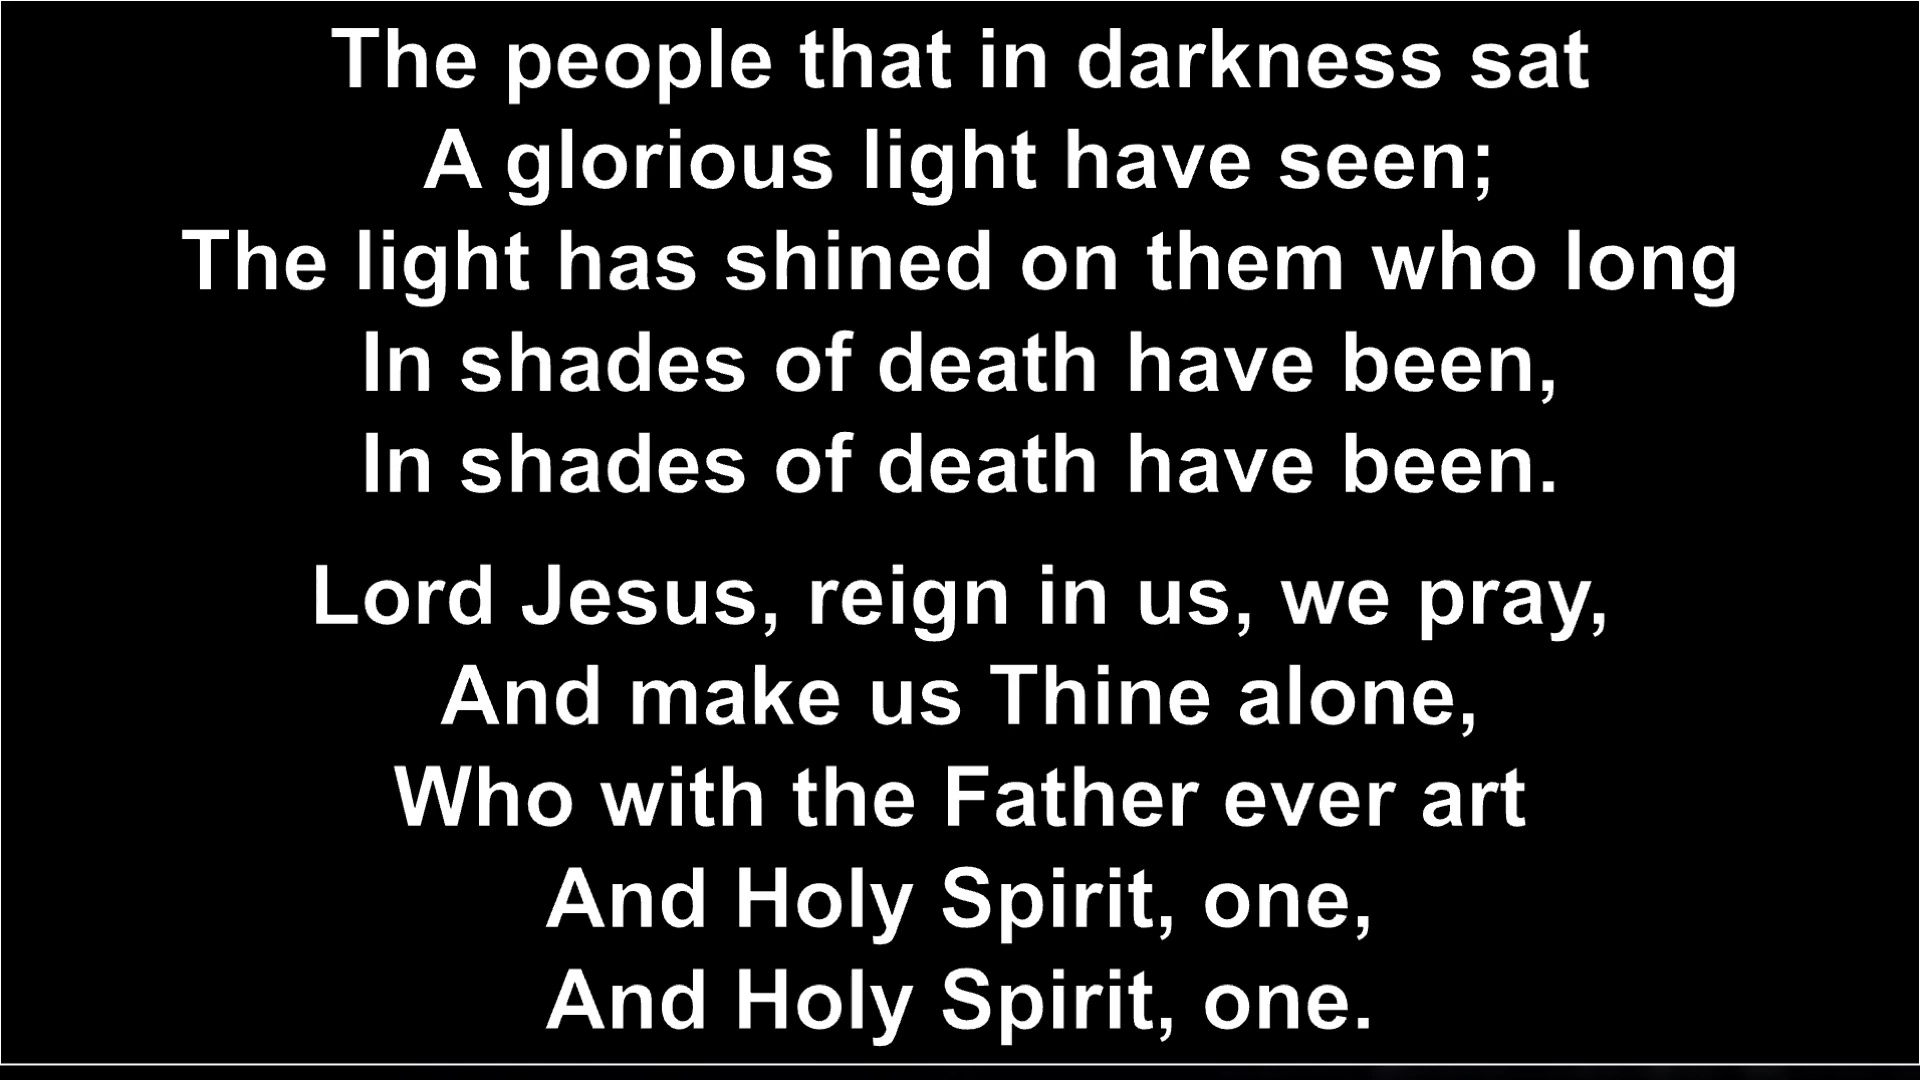 The people that in darkness sat
A glorious light have seen;
The light has shined on them who long
In shades of death have been,
In shades of death have been.
Lord Jesus, reign in us, we pray,
And make us Thine alone,
Who with the Father ever art
And Holy Spirit, one,
And Holy Spirit, one.